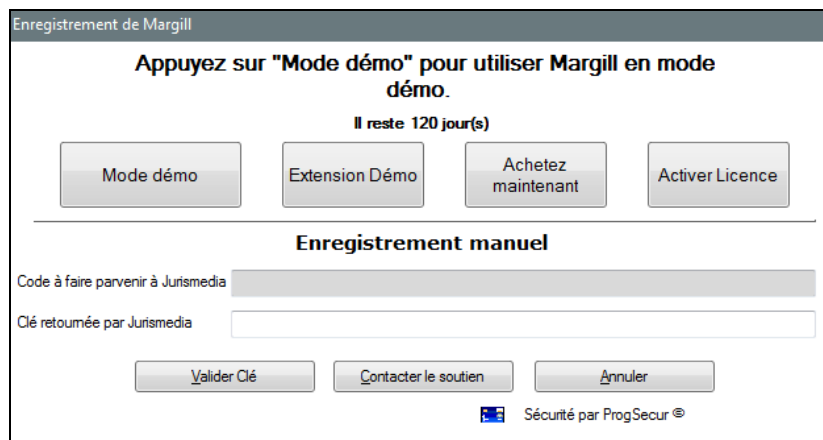 Enregistrement de Margill
Appuyez sur "Mode démo" pour utiliser Margill en mode
démo.
Il reste 120 jour(s)
Mode démo
Extension Démo
Achetez
maintenant
Activer Licence
Enregistrement manuel
Code à faire parvenir à Jurismedia
Clé retournée par Jurismedia
Valider Clé
Contacter le soutien
Annuler
Sécurité par ProgSecur ®